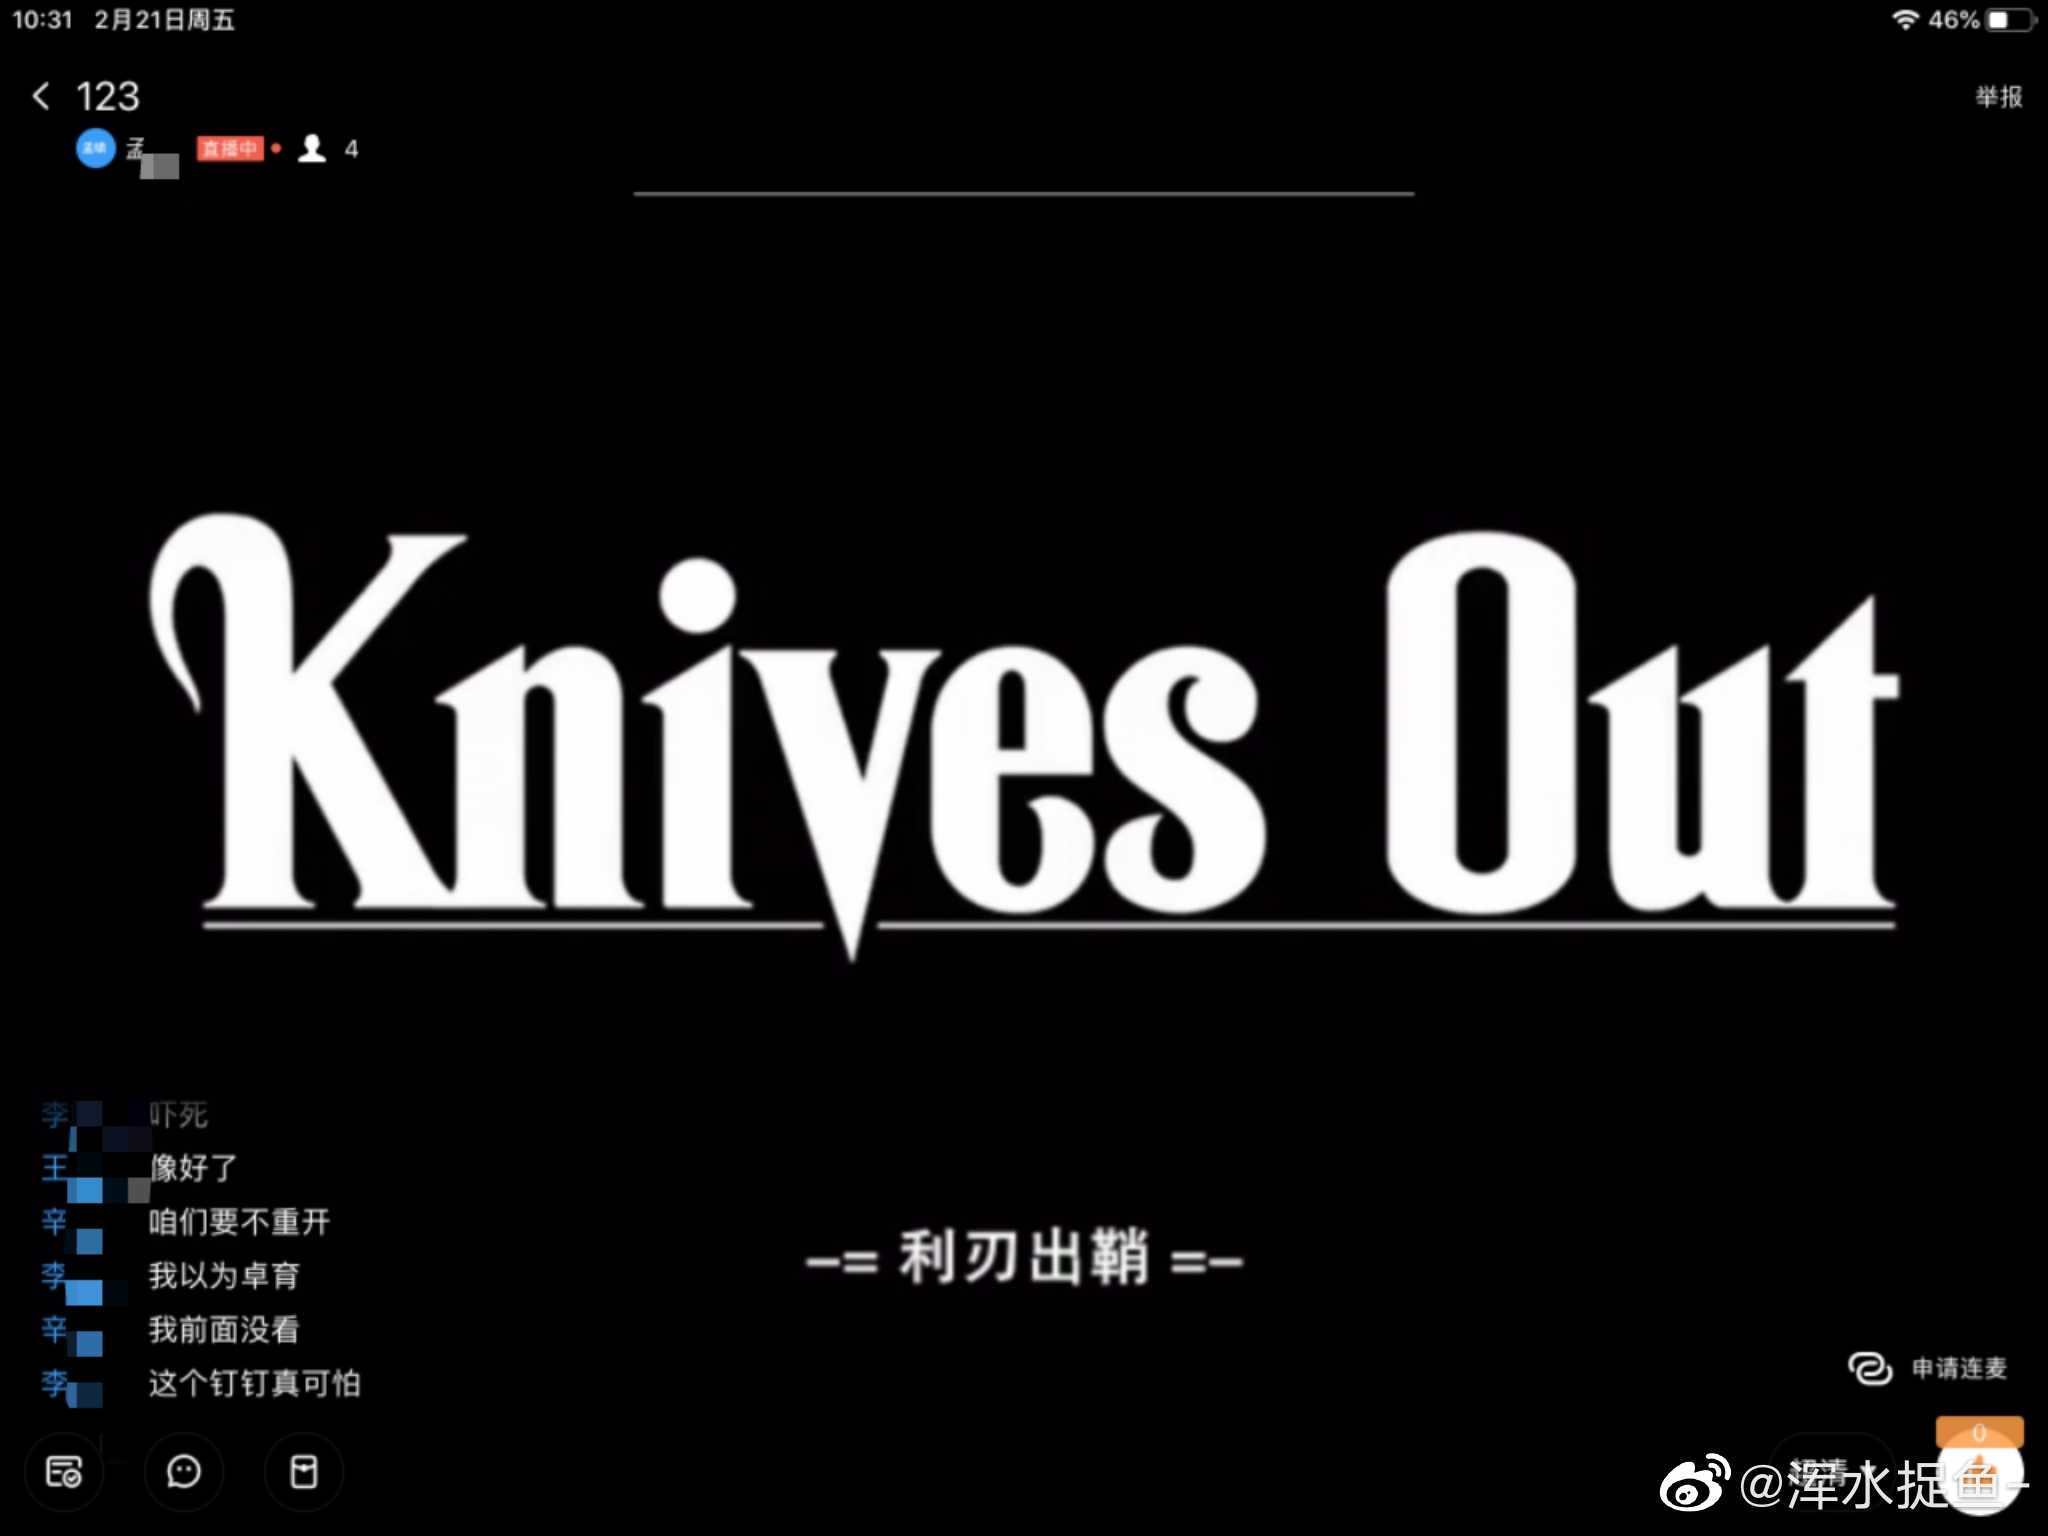 10:31 2月21日周五 46%
123 举报
孟 直播中 4
Knives Out
利刃出鞘
李 吓死
王 像好了
辛 咱们要不重开
李 我以为卓育
辛 我前面没看
李 这个钉钉真可怕
申请连麦
0
超清
@浑水捉鱼-